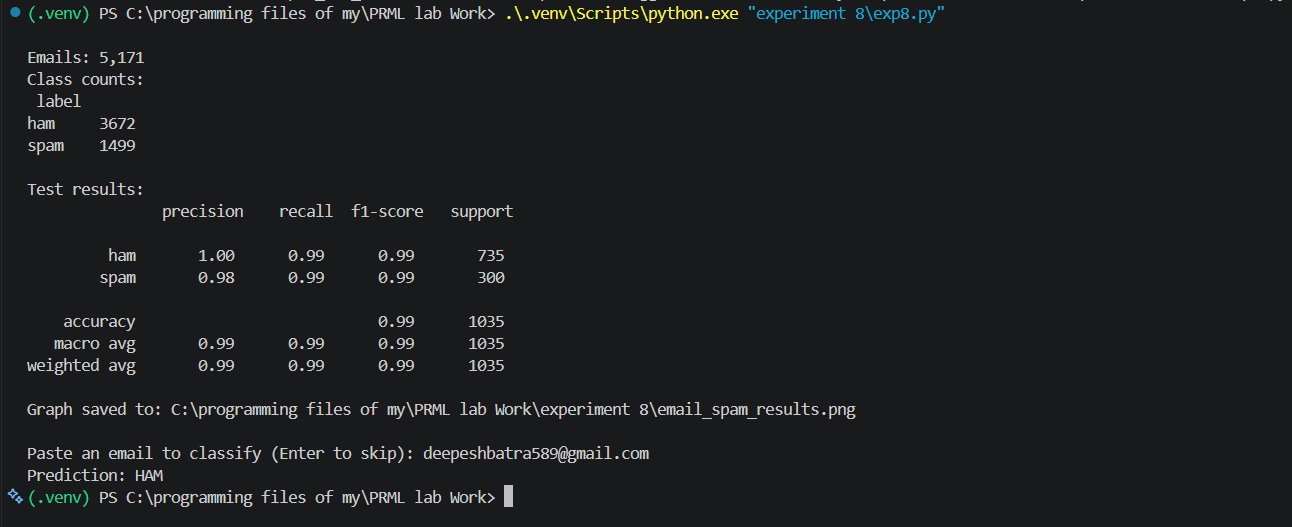 (.venv) PS C:\programming files of my\PRML lab Work> .\.venv\Scripts\python.exe "experiment 8\exp8.py"
Emails: 5,171
Class counts:
label
ham 3672
spam 1499
Test results:
precision recall f1-score support
ham 1.00 0.99 0.99 735
spam 0.98 0.99 0.99 300
accuracy 0.99 1035
macro avg 0.99 0.99 0.99 1035
weighted avg 0.99 0.99 0.99 1035
Graph saved to: C:\programming files of my\PRML lab Work\experiment 8\email_spam_results.png
Paste an email to classify (Enter to skip): deepeshbatra589@gmail.com
Prediction: HAM
(.venv) PS C:\programming files of my\PRML lab Work>